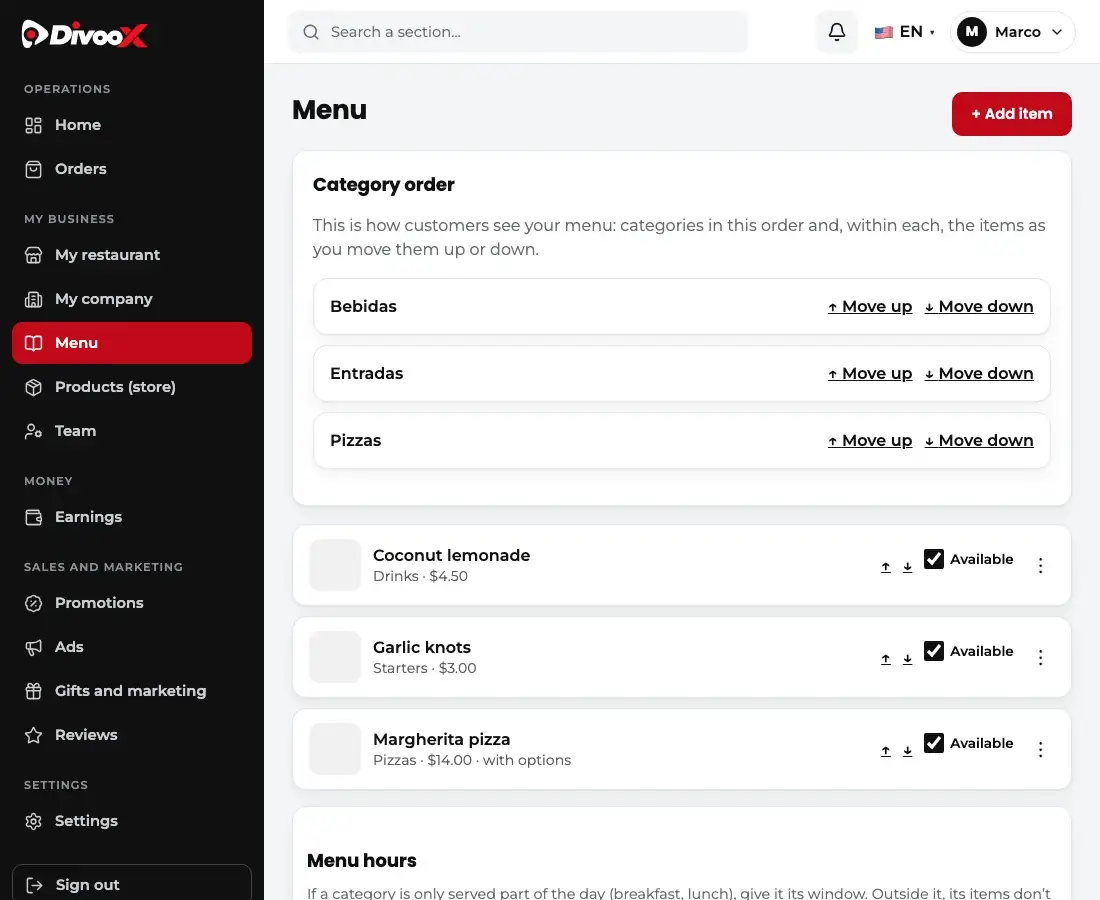 DivooX
Search a section...
EN
M
Marco
OPERATIONS
Home
Orders
MY BUSINESS
My restaurant
My company
Menu
Products (store)
Team
MONEY
Earnings
SALES AND MARKETING
Promotions
Ads
Gifts and marketing
Reviews
SETTINGS
Settings
Sign out
Menu
+ Add item
Category order
This is how customers see your menu: categories in this order and, within each, the items as
you move them up or down.
Bebidas ↑ Move up ↓ Move down
Entradas ↑ Move up ↓ Move down
Pizzas ↑ Move up ↓ Move down
Coconut lemonade
Drinks · $4.50
↑ ↓ Available
Garlic knots
Starters · $3.00
↑ ↓ Available
Margherita pizza
Pizzas · $14.00 · with options
↑ ↓ Available
Menu hours
If a category is only served part of the day (breakfast, lunch), give it its window. Outside it, its items don't